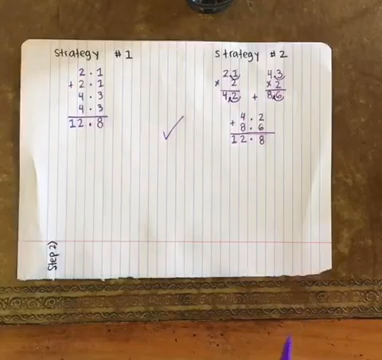 Strategy #1
2.1
+ 2.1
4.3
4.3
12.8
Strategy #2
2.1
x 2
4.2
+
4.3
x 2
8.6
4.2
+ 8.6
12.8
Step 2)